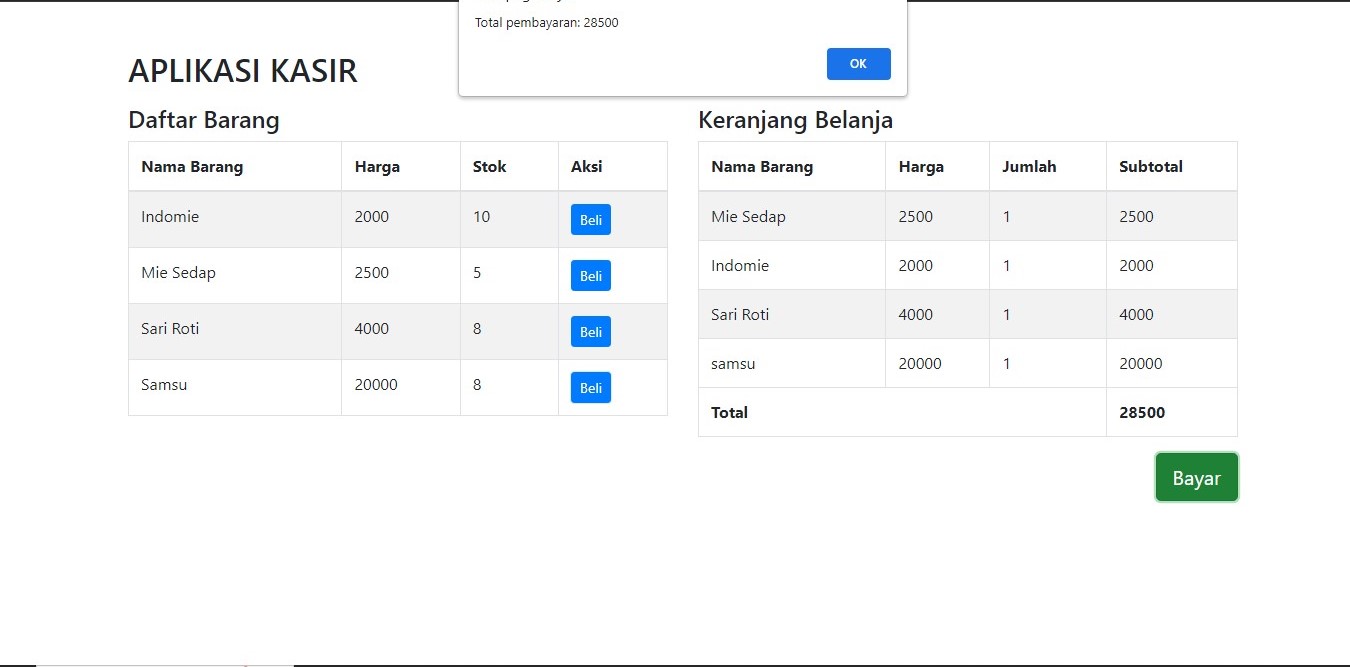 Total pembayaran: 28500
OK
APLIKASI KASIR
Daftar Barang
Nama Barang Harga Stok Aksi
Indomie 2000 10 Beli
Mie Sedap 2500 5 Beli
Sari Roti 4000 8 Beli
Samsu 20000 8 Beli
Keranjang Belanja
Nama Barang Harga Jumlah Subtotal
Mie Sedap 2500 1 2500
Indomie 2000 1 2000
Sari Roti 4000 1 4000
samsu 20000 1 20000
Total 28500
Bayar